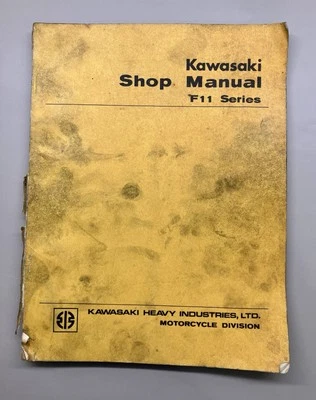 Kawasaki
Shop Manual
F11 Series
KAWASAKI HEAVY INDUSTRIES, LTD.
MOTORCYCLE DIVISION